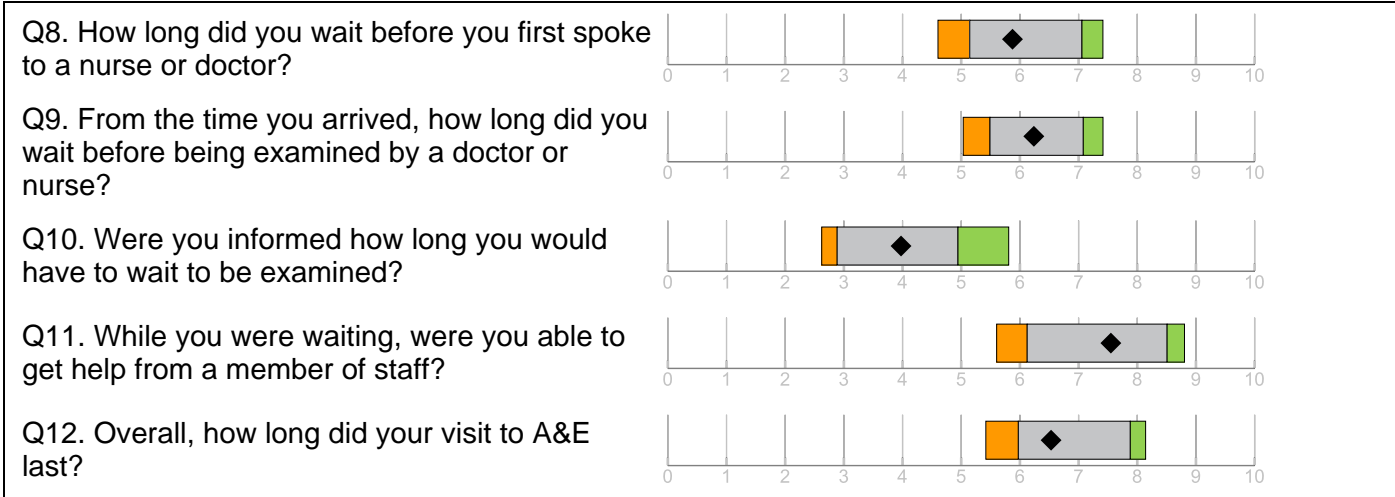 Q8. How long did you wait before you first spoke
to a nurse or doctor?
0 1 2 3 4 5 6 7 8 9 10
Q9. From the time you arrived, how long did you
wait before being examined by a doctor or
nurse?
0 1 2 3 4 5 6 7 8 9 10
Q10. Were you informed how long you would
have to wait to be examined?
0 1 2 3 4 5 6 7 8 9 10
Q11. While you were waiting, were you able to
get help from a member of staff?
0 1 2 3 4 5 6 7 8 9 10
Q12. Overall, how long did your visit to A&E
last?
0 1 2 3 4 5 6 7 8 9 10